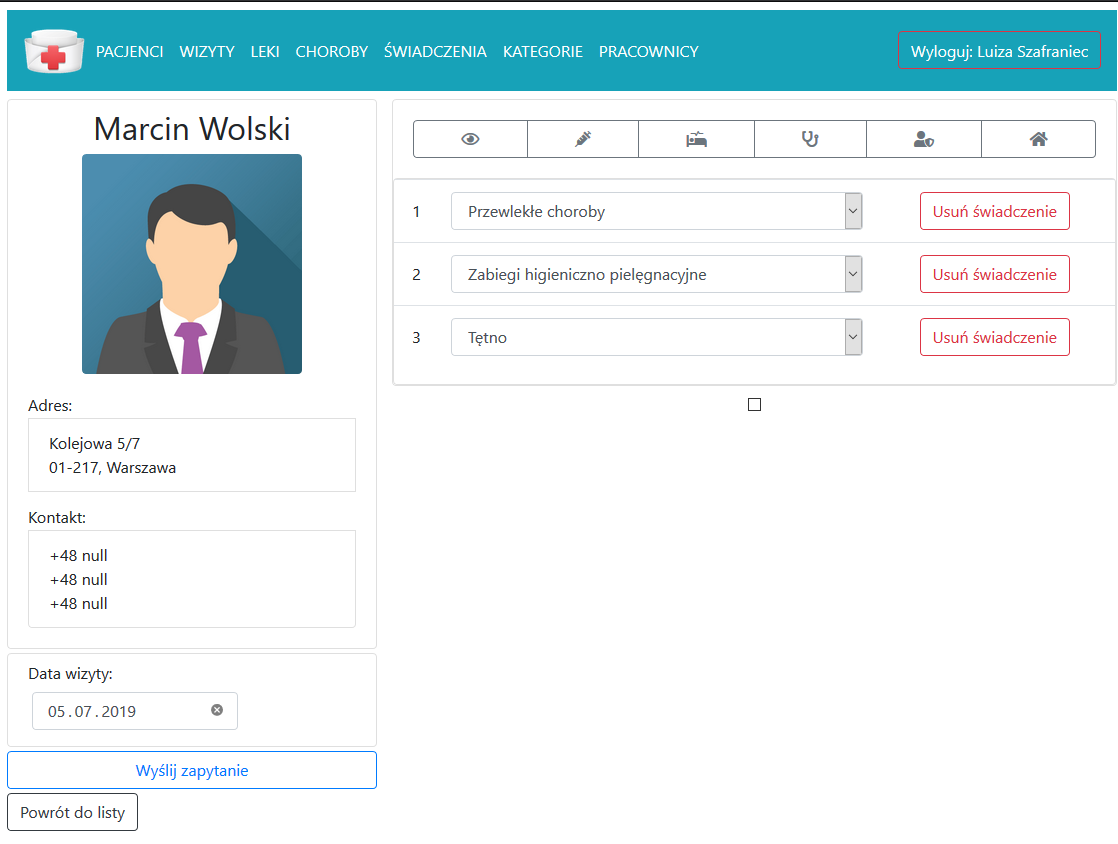 PACJENCI WIZYTY LEKI CHOROBY ŚWIADCZENIA KATEGORIE PRACOWNICY Wyloguj: Luiza Szafraniec
Marcin Wolski
Adres:
Kolejowa 5/7
01-217, Warszawa
Kontakt:
+48 null
+48 null
+48 null
Data wizyty:
05.07.2019
Wyślij zapytanie
Powrót do listy
1 Przewlekłe choroby Usuń świadczenie
2 Zabiegi higieniczno pielęgnacyjne Usuń świadczenie
3 Tętno Usuń świadczenie